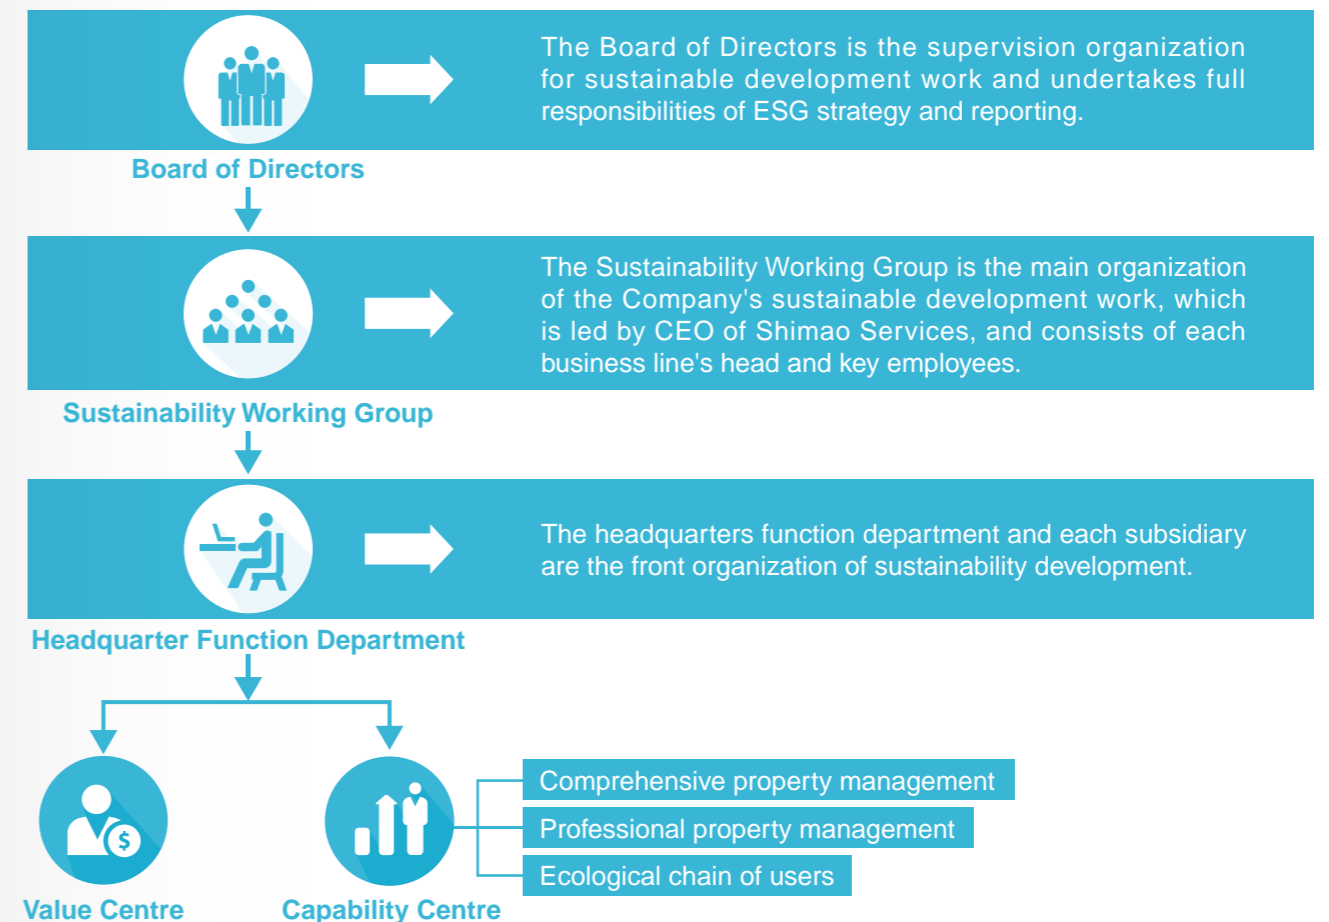 The Board of Directors is the supervision organization
for sustainable development work and undertakes full
responsibilities of ESG strategy and reporting.
Board of Directors
The Sustainability Working Group is the main organization
of the Company's sustainable development work, which
is led by CEO of Shimao Services, and consists of each
business line's head and key employees.
Sustainability Working Group
The headquarters function department and each subsidiary
are the front organization of sustainability development.
Headquarter Function Department
$
Comprehensive property management
Professional property management
Ecological chain of users
Value Centre
Capability Centre